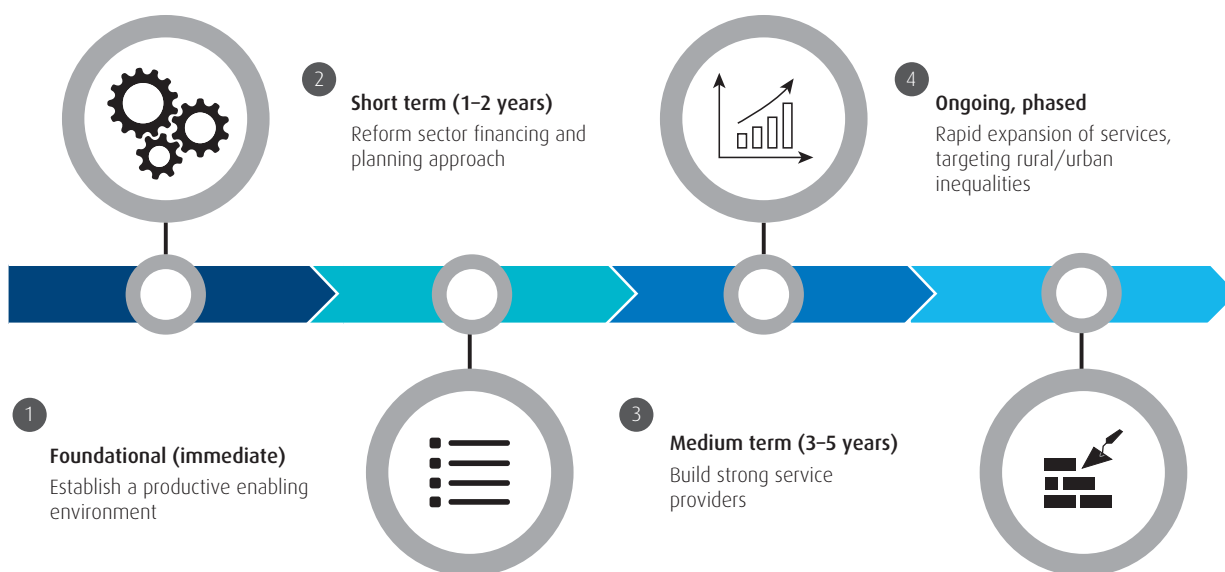 1
Foundational (immediate)
Establish a productive enabling
environment
2
Short term (1–2 years)
Reform sector financing and
planning approach
3
Medium term (3–5 years)
Build strong service
providers
4
Ongoing, phased
Rapid expansion of services,
targeting rural/urban
inequalities